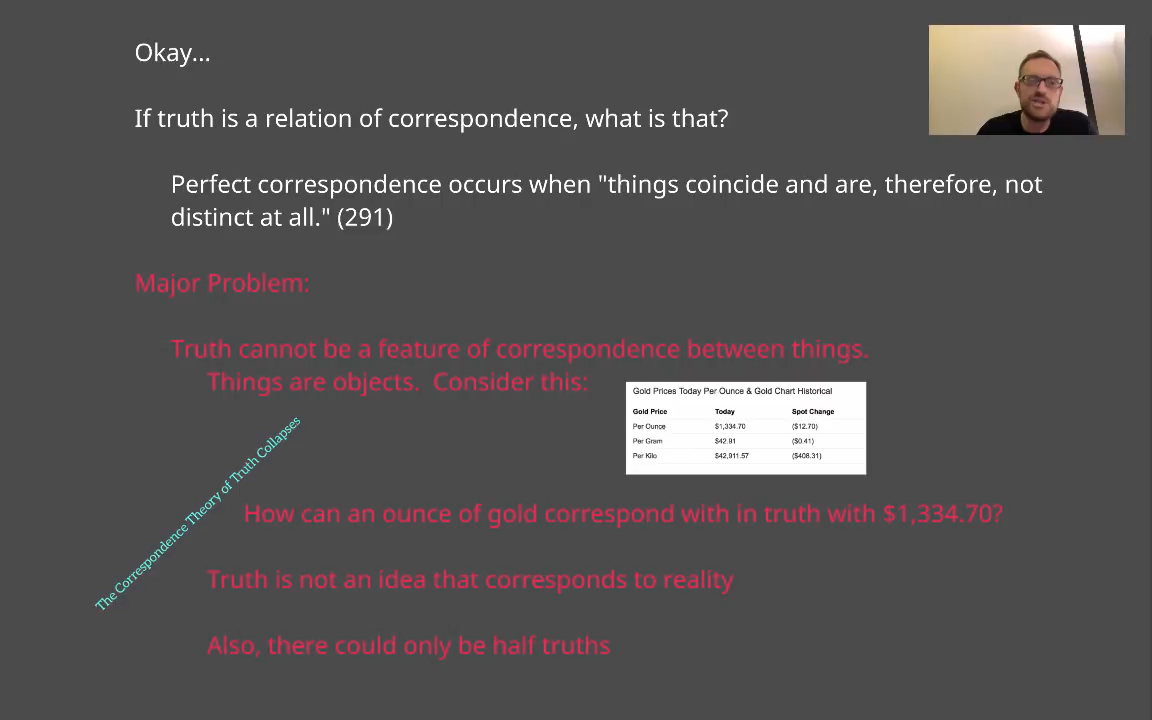 Okay...
If truth is a relation of correspondence, what is that?
Perfect correspondence occurs when "things coincide and are, therefore, not
distinct at all." (291)
Major Problem:
Truth cannot be a feature of correspondence between things.
Things are objects.  Consider this:
Gold Prices Today Per Ounce & Gold Chart Historical
Gold Price Today Spot Change
Per Ounce $1,334.70 ($12.70)
Per Gram $42.91 ($0.41)
Per Kilo $42,911.57 ($408.31)
The Correspondence Theory of Truth Collapses
How can an ounce of gold correspond with in truth with $1,334.70?
Truth is not an idea that corresponds to reality
Also, there could only be half truths